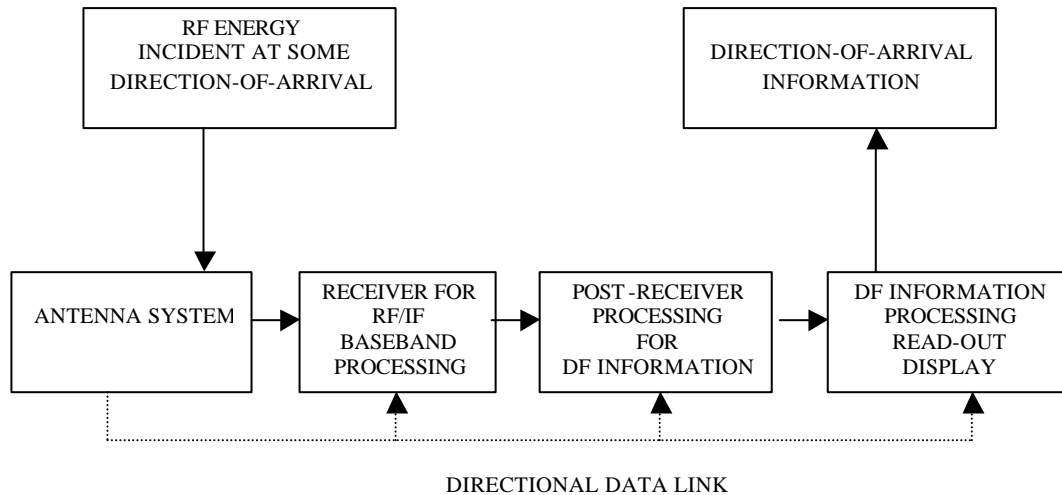 RF ENERGY
INCIDENT AT SOME
DIRECTION-OF-ARRIVAL
DIRECTION-OF-ARRIVAL
INFORMATION
ANTENNA SYSTEM
RECEIVER FOR
RF/IF
BASEBAND
PROCESSING
POST -RECEIVER
PROCESSING
FOR
DF INFORMATION
DF INFORMATION
PROCESSING
READ-OUT
DISPLAY
DIRECTIONAL DATA LINK